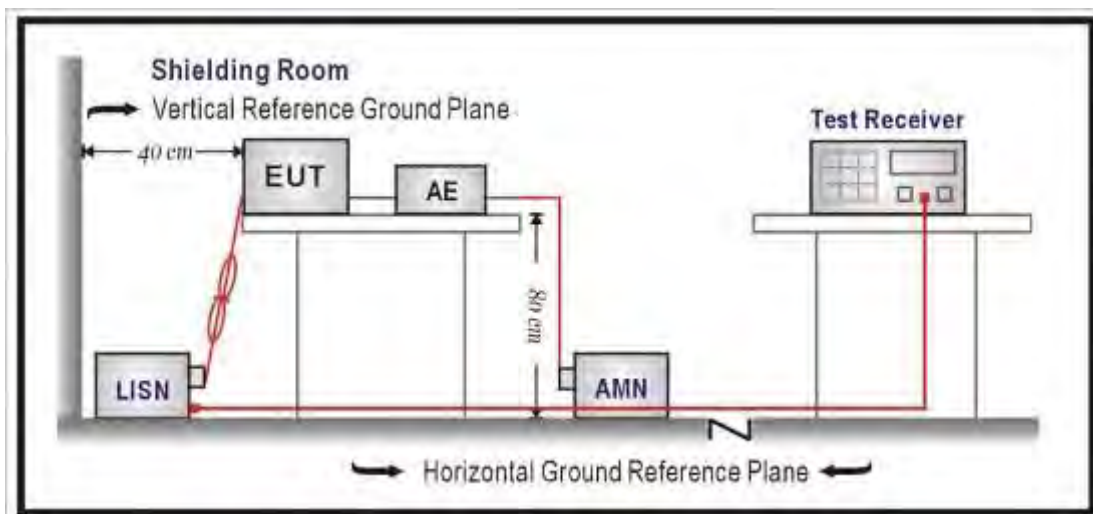 Shielding Room
Vertical Reference Ground Plane
Test Receiver
40 cm
EUT
AE
80 cm
LISN
AMN
Horizontal Ground Reference Plane